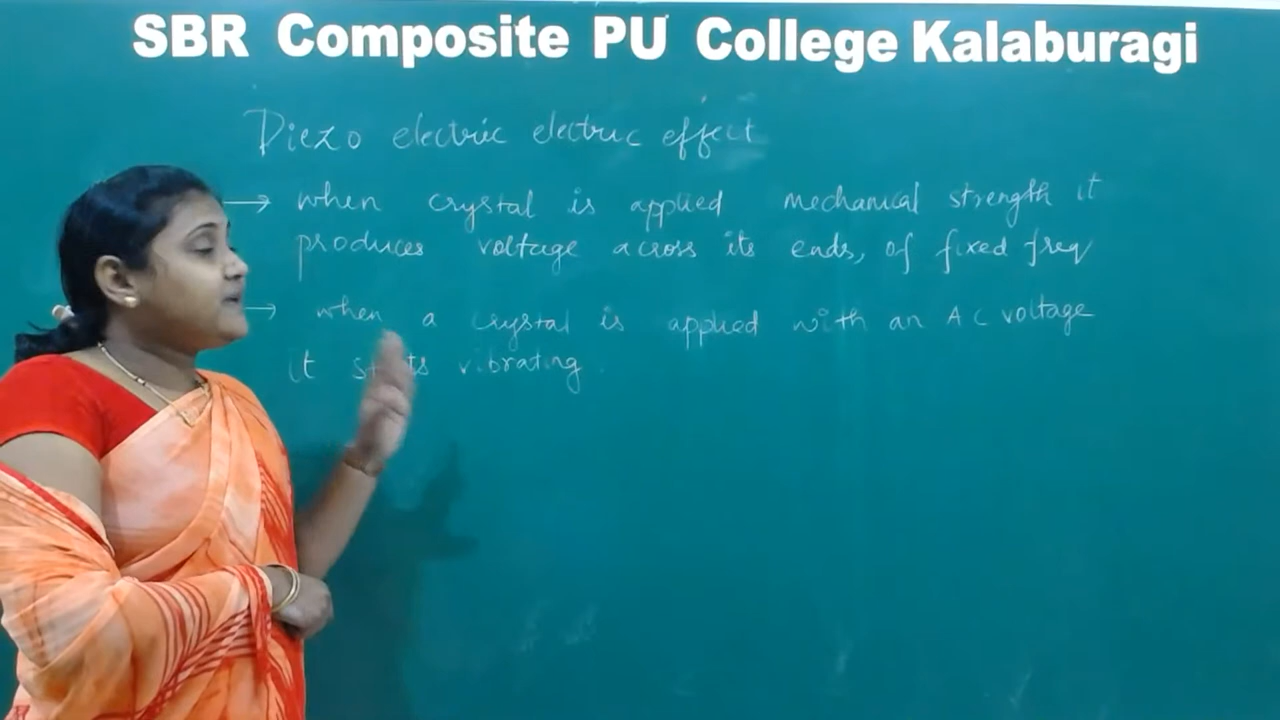 SBR Composite PU College Kalaburagi
Piezo electric electric effect
→ when crystal is applied mechanical strength it
produces voltage across its ends, of fixed freq
→ when a crystal is applied with an AC voltage
it starts vibrating.